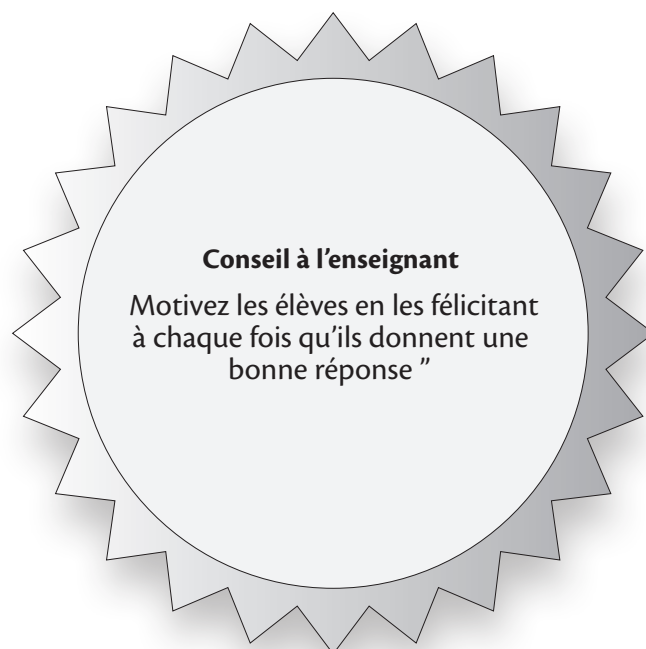 Conseil à l’enseignant
Motivez les élèves en les félicitant
à chaque fois qu’ils donnent une
bonne réponse ”